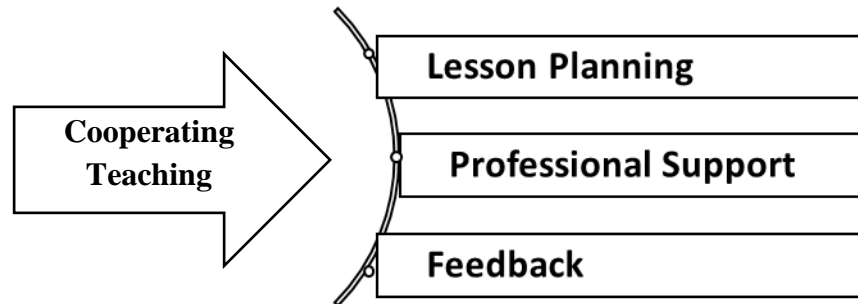 Cooperating
Teaching
Lesson Planning
Professional Support
Feedback